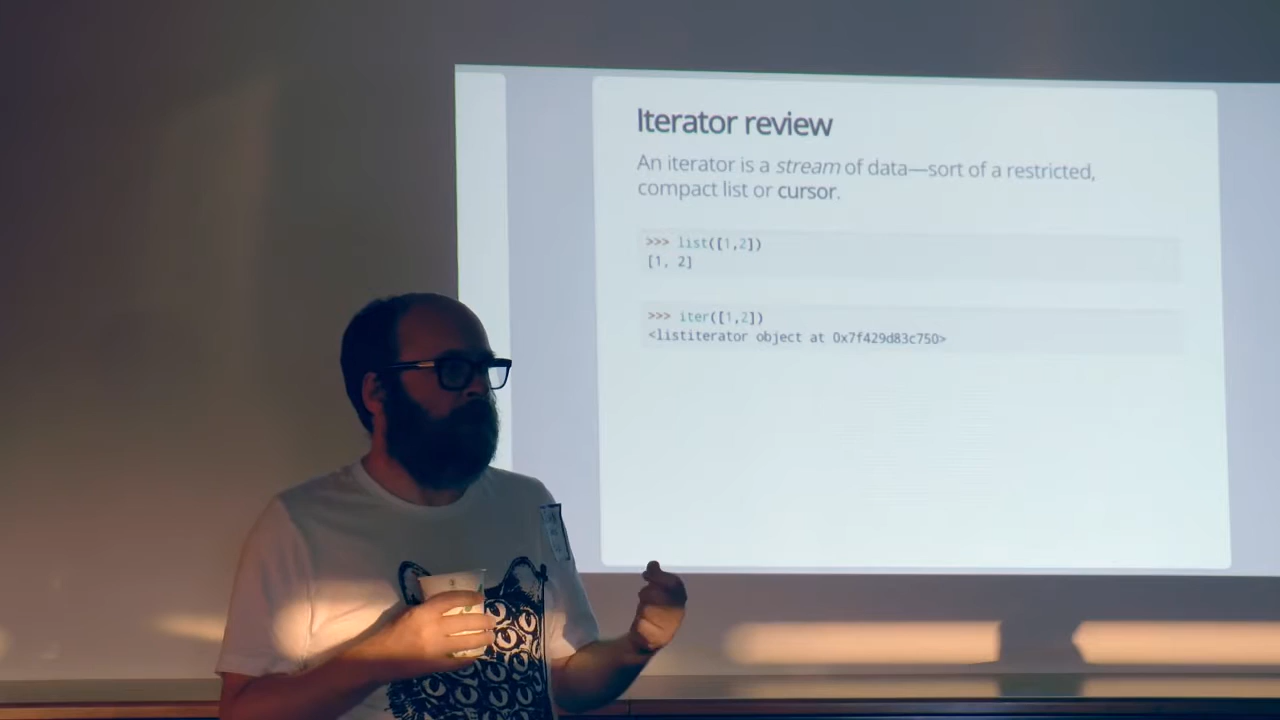 Iterator review
An iterator is a stream of data—sort of a restricted,
compact list or cursor.
>>> list([1,2])
[1, 2]
>>> iter([1,2])
<listiterator object at 0x7f429d83c750>